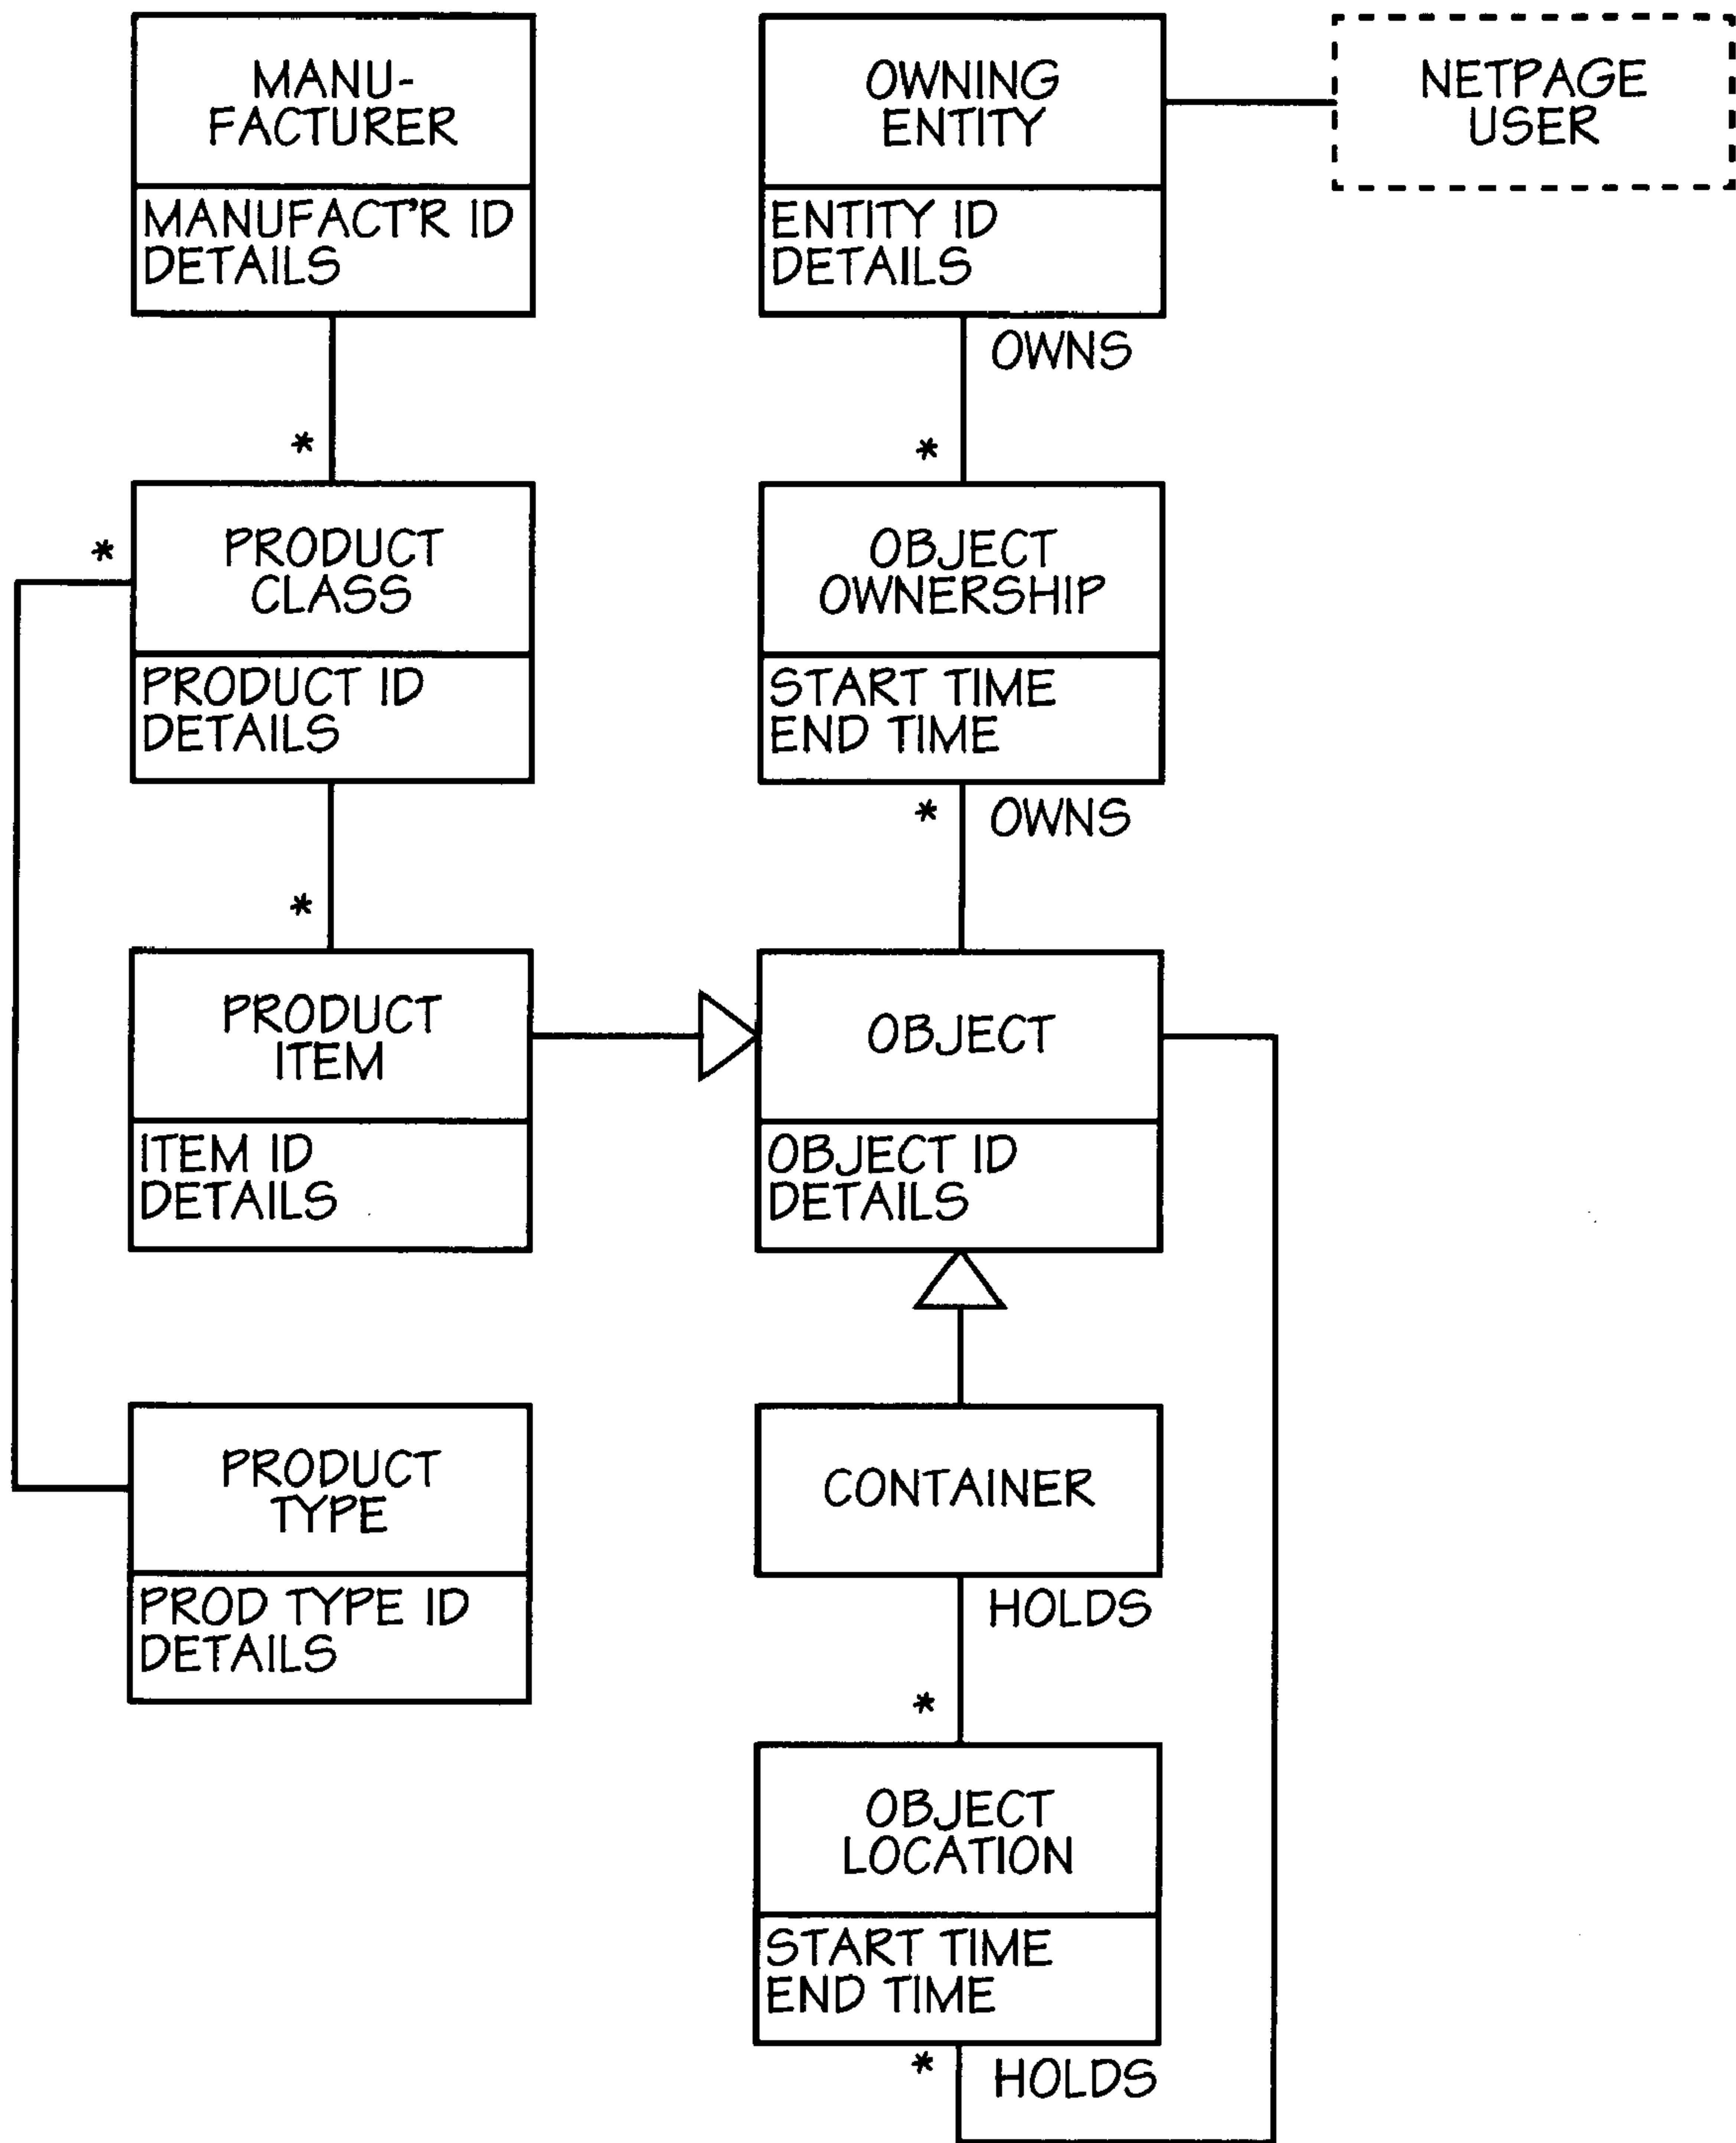 MANU-
FACTURER
MANUFACT'R ID
DETAILS
OWNING
ENTITY
ENTITY ID
DETAILS
NETPAGE
USER
OWNS
*
*
*
PRODUCT
CLASS
PRODUCT ID
DETAILS
OBJECT
OWNERSHIP
START TIME
END TIME
* OWNS
*
PRODUCT
ITEM
ITEM ID
DETAILS
OBJECT
OBJECT ID
DETAILS
PRODUCT
TYPE
PROD TYPE ID
DETAILS
CONTAINER
HOLDS
*
OBJECT
LOCATION
START TIME
END TIME
* HOLDS